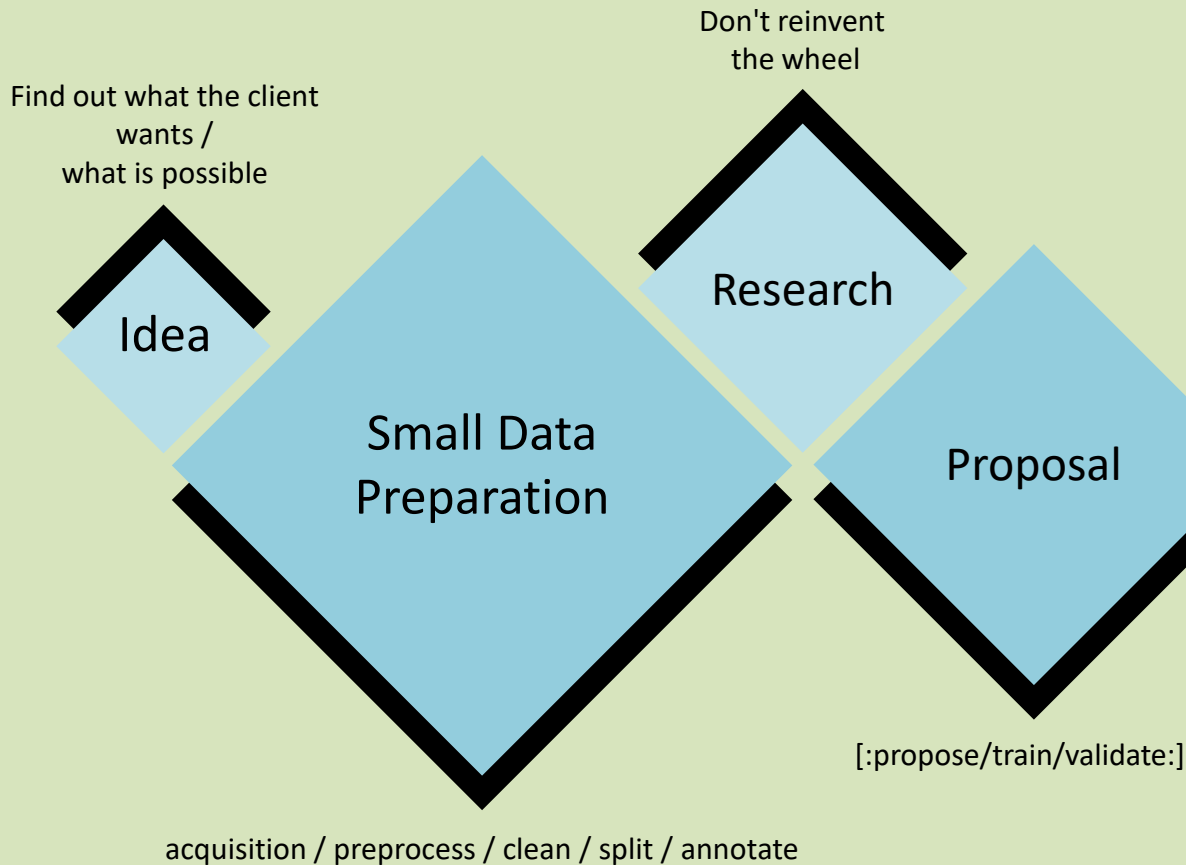 Find out what the client
wants /
what is possible
Idea
Small Data
Preparation
acquisition / preprocess / clean / split / annotate
Don't reinvent
the wheel
Research
Proposal
[:propose/train/validate:]